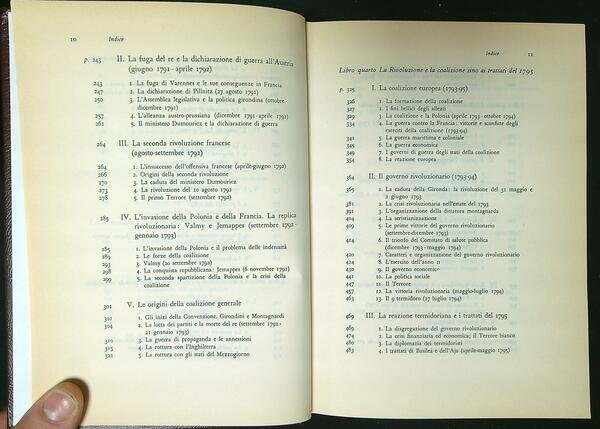 10 Indice
p. 243 II. La fuga del re e la dichiarazione di guerra all'Austria
(giugno 1791 - aprile 1792)
243 1. La fuga di Varennes e le sue conseguenze in Francia
247 2. La dichiarazione di Pillnitz (27 agosto 1791)
250 3. L'Assemblea legislativa e la politica girondina (ottobre-
dicembre 1791)
257 4. L'alleanza austro-prussiana (dicembre 1791 - aprile 1792)
261 5. Il ministero Dumouriez e la dichiarazione di guerra
264 III. La seconda rivoluzione francese
(agosto-settembre 1792)
264 1. L'insuccesso dell'offensiva francese (aprile-giugno 1792)
266 2. Origini della seconda rivoluzione
270 3. La caduta del ministero Dumouriez
273 4. La rivoluzione del 10 agosto 1792
278 5. Il primo Terrore (settembre 1792)
285 IV. L'invasione della Polonia e della Francia. La replica
rivoluzionaria: Valmy e Jemappes (settembre 1792 -
gennaio 1793)
285 1. L'invasione della Polonia e il problema delle indennità
289 2. Le forze della coalizione
293 3. Valmy (20 settembre 1792)
298 4. La conquista repubblicana: Jemappes (6 novembre 1792)
299 5. La seconda spartizione della Polonia e la crisi della
coalizione
301 V. Le origini della coalizione generale
301 1. Gli inizi della Convenzione. Girondini e Montagnardi
304 2. La lotta dei partiti e la morte del re (settembre 1792 -
21 gennaio 1793)
310 3. La guerra di propaganda e le annessioni
315 4. La rottura con l'Inghilterra
321 5. La rottura con gli stati del Mezzogiorno
Indice 11
Libro quarto La Rivoluzione e la coalizione sino ai trattati del 1795
p. 325 I. La coalizione europea (1793-95)
326 1. La formazione della coalizione
327 2. I fini bellici degli alleati
329 3. La coalizione e la Polonia (aprile 1793 - ottobre 1794)
334 4. La guerra contro la Francia: vittorie e sconfitte degli
eserciti della coalizione (1793-94)
341 5. La guerra marittima e coloniale
345 6. La guerra economica
349 7. I governi di guerra degli stati della coalizione
358 8. La reazione europea
364 II. Il governo rivoluzionario (1793-94)
365 1. La caduta della Gironda: la rivoluzione del 31 maggio e
2 giugno 1793
381 2. La crisi rivoluzionaria nell'estate del 1793
391 3. L'organizzazione della dittatura montagnarda
404 4. La scristianizzazione
409 5. Le prime vittorie del governo rivoluzionario
(settembre-dicembre 1793)
414 6. Il trionfo del Comitato di salute pubblica
(dicembre 1793 - maggio 1794)
420 7. Caratteri e organizzazione del governo rivoluzionario
430 8. L'esercito dell'anno II
430 9. Il governo economico
441 10. La politica sociale
447 11. Il Terrore
457 12. La vittoria rivoluzionaria (maggio-luglio 1794)
463 13. Il 9 termidoro (27 luglio 1794)
469 III. La reazione termidoriana e i trattati del 1795
469 1. La disgregazione del governo rivoluzionario
2. La crisi finanziaria ed economica; il Terrore bianco
480 3. La diplomazia dei termidoristi
483 4. I trattati di Basilea e dell'Aja (aprile-maggio 1795)